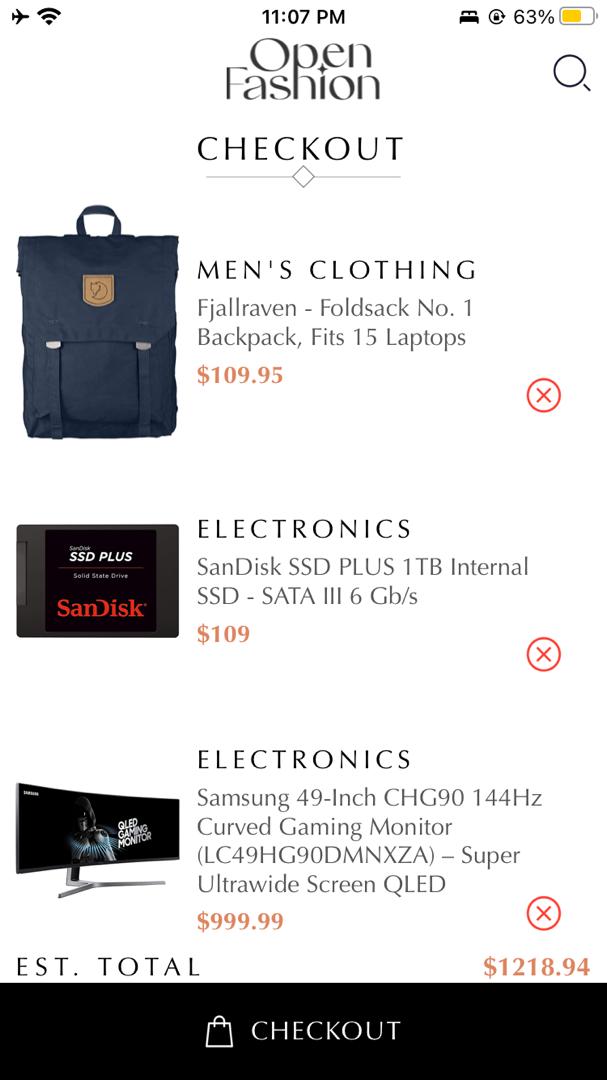 11:07 PM
63%
Open
Fashion
CHECKOUT
MEN'S CLOTHING
Fjallraven - Foldsack No. 1
Backpack, Fits 15 Laptops
$109.95
SanDisk
SSD PLUS
Solid State Drive
SanDisk
ELECTRONICS
SanDisk SSD PLUS 1TB Internal
SSD - SATA III 6 Gb/s
$109
SAMSUNG
QLED
GAMING
MONITOR
ELECTRONICS
Samsung 49-Inch CHG90 144Hz
Curved Gaming Monitor
(LC49HG90DMNXZA) – Super
Ultrawide Screen QLED
$999.99
EST. TOTAL
$1218.94
CHECKOUT